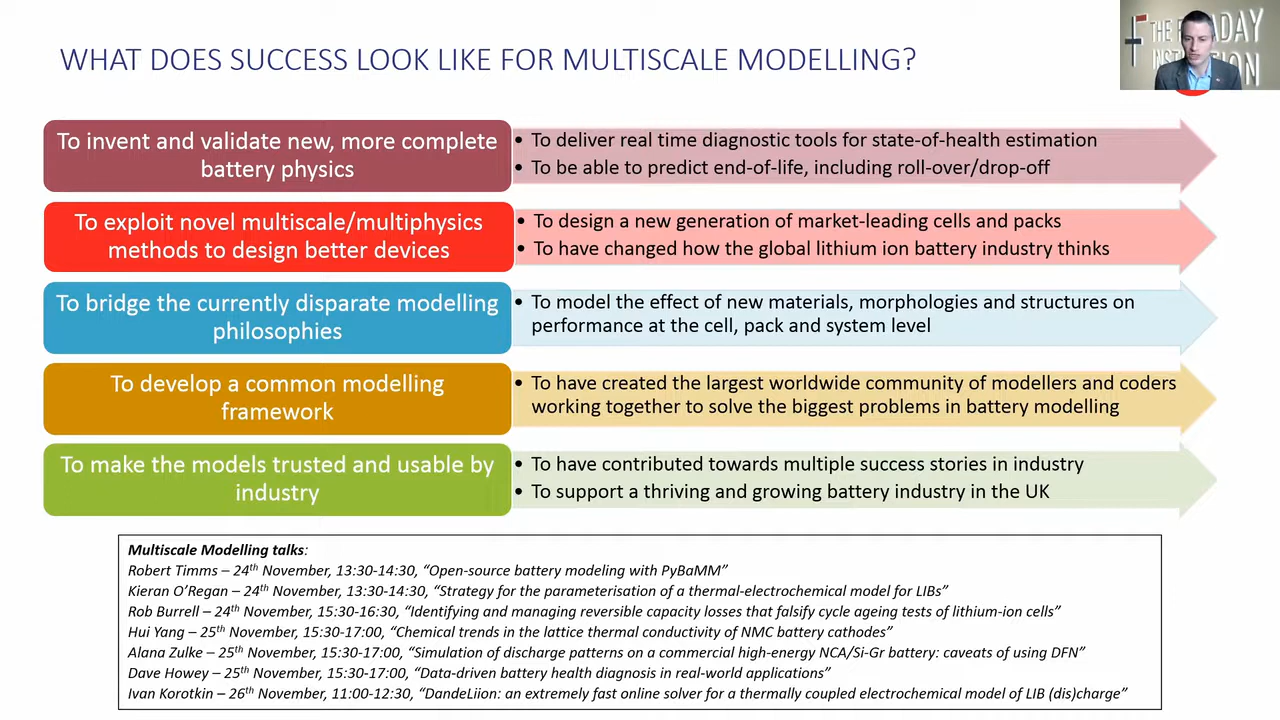 WHAT DOES SUCCESS LOOK LIKE FOR MULTISCALE MODELLING?
THE F ADAY
INSTI ION
To invent and validate new, more complete
battery physics
• To deliver real time diagnostic tools for state-of-health estimation
• To be able to predict end-of-life, including roll-over/drop-off
To exploit novel multiscale/multiphysics
methods to design better devices
• To design a new generation of market-leading cells and packs
• To have changed how the global lithium ion battery industry thinks
To bridge the currently disparate modelling
philosophies
• To model the effect of new materials, morphologies and structures on
performance at the cell, pack and system level
To develop a common modelling
framework
• To have created the largest worldwide community of modellers and coders
working together to solve the biggest problems in battery modelling
To make the models trusted and usable by
industry
• To have contributed towards multiple success stories in industry
• To support a thriving and growing battery industry in the UK
Multiscale Modelling talks:
Robert Timms – 24th November, 13:30-14:30, “Open-source battery modeling with PyBaMM”
Kieran O’Regan – 24th November, 13:30-14:30, “Strategy for the parameterisation of a thermal-electrochemical model for LIBs”
Rob Burrell – 24th November, 15:30-16:30, “Identifying and managing reversible capacity losses that falsify cycle ageing tests of lithium-ion cells”
Hui Yang – 25th November, 15:30-17:00, “Chemical trends in the lattice thermal conductivity of NMC battery cathodes”
Alana Zulke – 25th November, 15:30-17:00, “Simulation of discharge patterns on a commercial high-energy NCA/Si-Gr battery: caveats of using DFN”
Dave Howey – 25th November, 15:30-17:00, “Data-driven battery health diagnosis in real-world applications”
Ivan Korotkin – 26th November, 11:00-12:30, “DandeLiion: an extremely fast online solver for a thermally coupled electrochemical model of LIB (dis)charge”